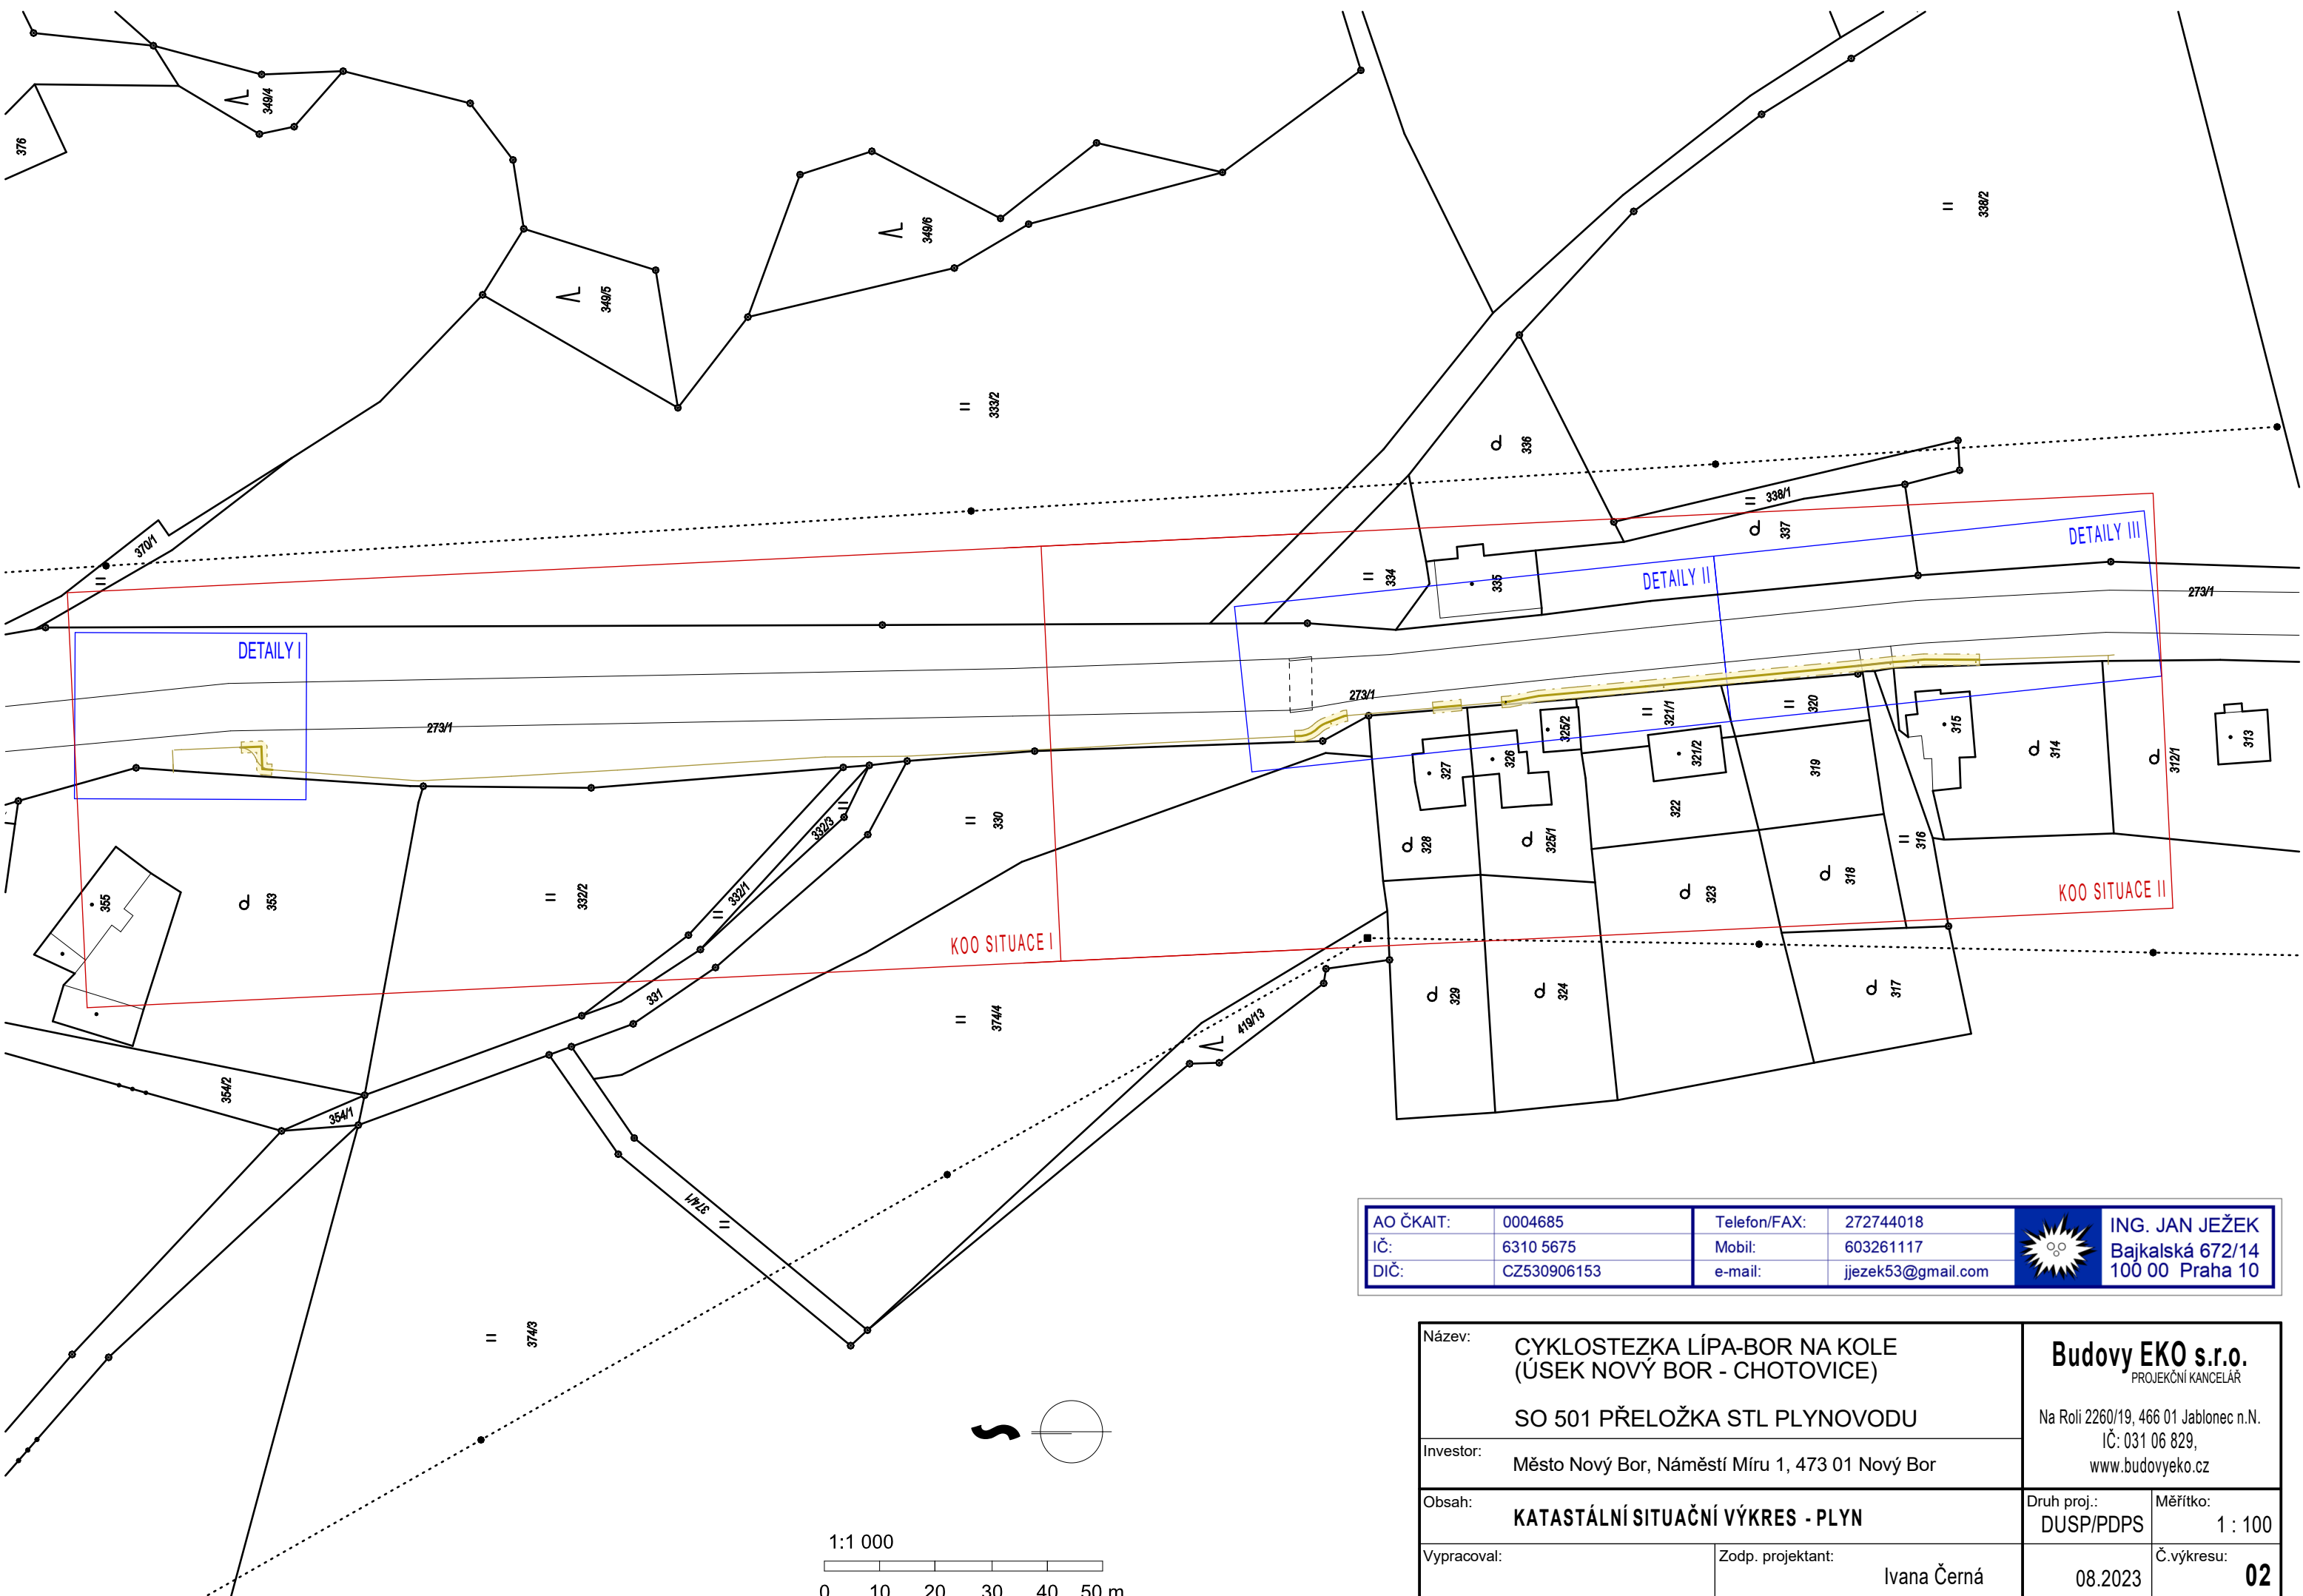 376
349/4
349/5
349/6
333/2
338/2
336
338/1
337
370/1
334
335
DETAILY I
DETAILY II
DETAILY III
273/1
273/1
273/1
355
353
332/2
332/3
332/1
331
330
KOO SITUACE I
KOO SITUACE II
327
326
325/2
321/1
321/2
320
319
322
328
325/1
323
318
316
315
314
312/1
313
329
324
317
354/2
354/1
374/4
419/13
374/1
374/3
AO ČKAIT: 0004685 Telefon/FAX: 272744018
IČ: 6310 5675 Mobil: 603261117
DIČ: CZ530906153 e-mail: jjezek53@gmail.com
ING. JAN JEŽEK
Bajkalská 672/14
100 00 Praha 10
Název:
CYKLOSTEZKA LÍPA-BOR NA KOLE
(ÚSEK NOVÝ BOR - CHOTOVICE)
SO 501 PŘELOŽKA STL PLYNOVODU
Investor:
Město Nový Bor, Náměstí Míru 1, 473 01 Nový Bor
Budovy EKO s.r.o.
PROJEKČNÍ KANCELÁŘ
Na Roli 2260/19, 466 01 Jablonec n.N.
IČ: 031 06 829,
www.budovyeko.cz
Obsah:
KATASTÁLNÍ SITUAČNÍ VÝKRES - PLYN
Druh proj.:
DUSP/PDPS
Měřítko:
1 : 100
Vypracoval:
Zodp. projektant:
Ivana Černá
08.2023
Č.výkresu:
02
1:1 000
0 10 20 30 40 50 m